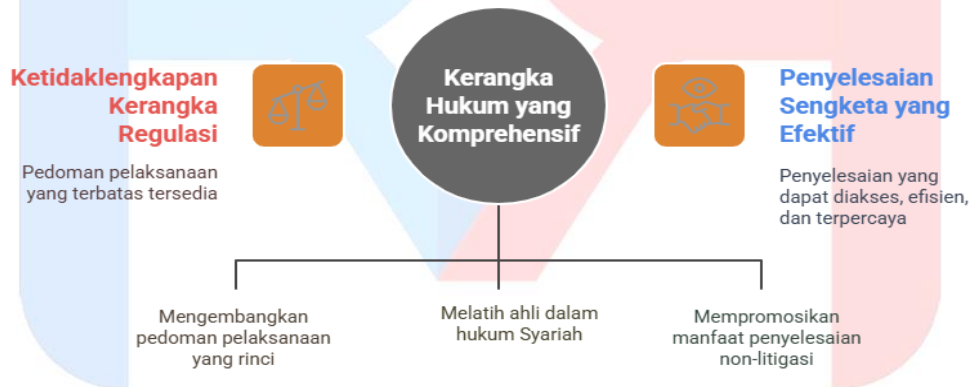 Ketidaklengkapan
Kerangka
Regulasi
Pedoman pelaksanaan
yang terbatas tersedia
Kerangka
Hukum yang
Komprehensif
Penyelesaian
Sengketa yang
Efektif
Penyelesaian yang
dapat diakses, efisien,
dan terpercaya
Mengembangkan
pedoman pelaksanaan
yang rinci
Melatih ahli dalam
hukum Syariah
Mempromosikan
manfaat penyelesaian
non-litigasi